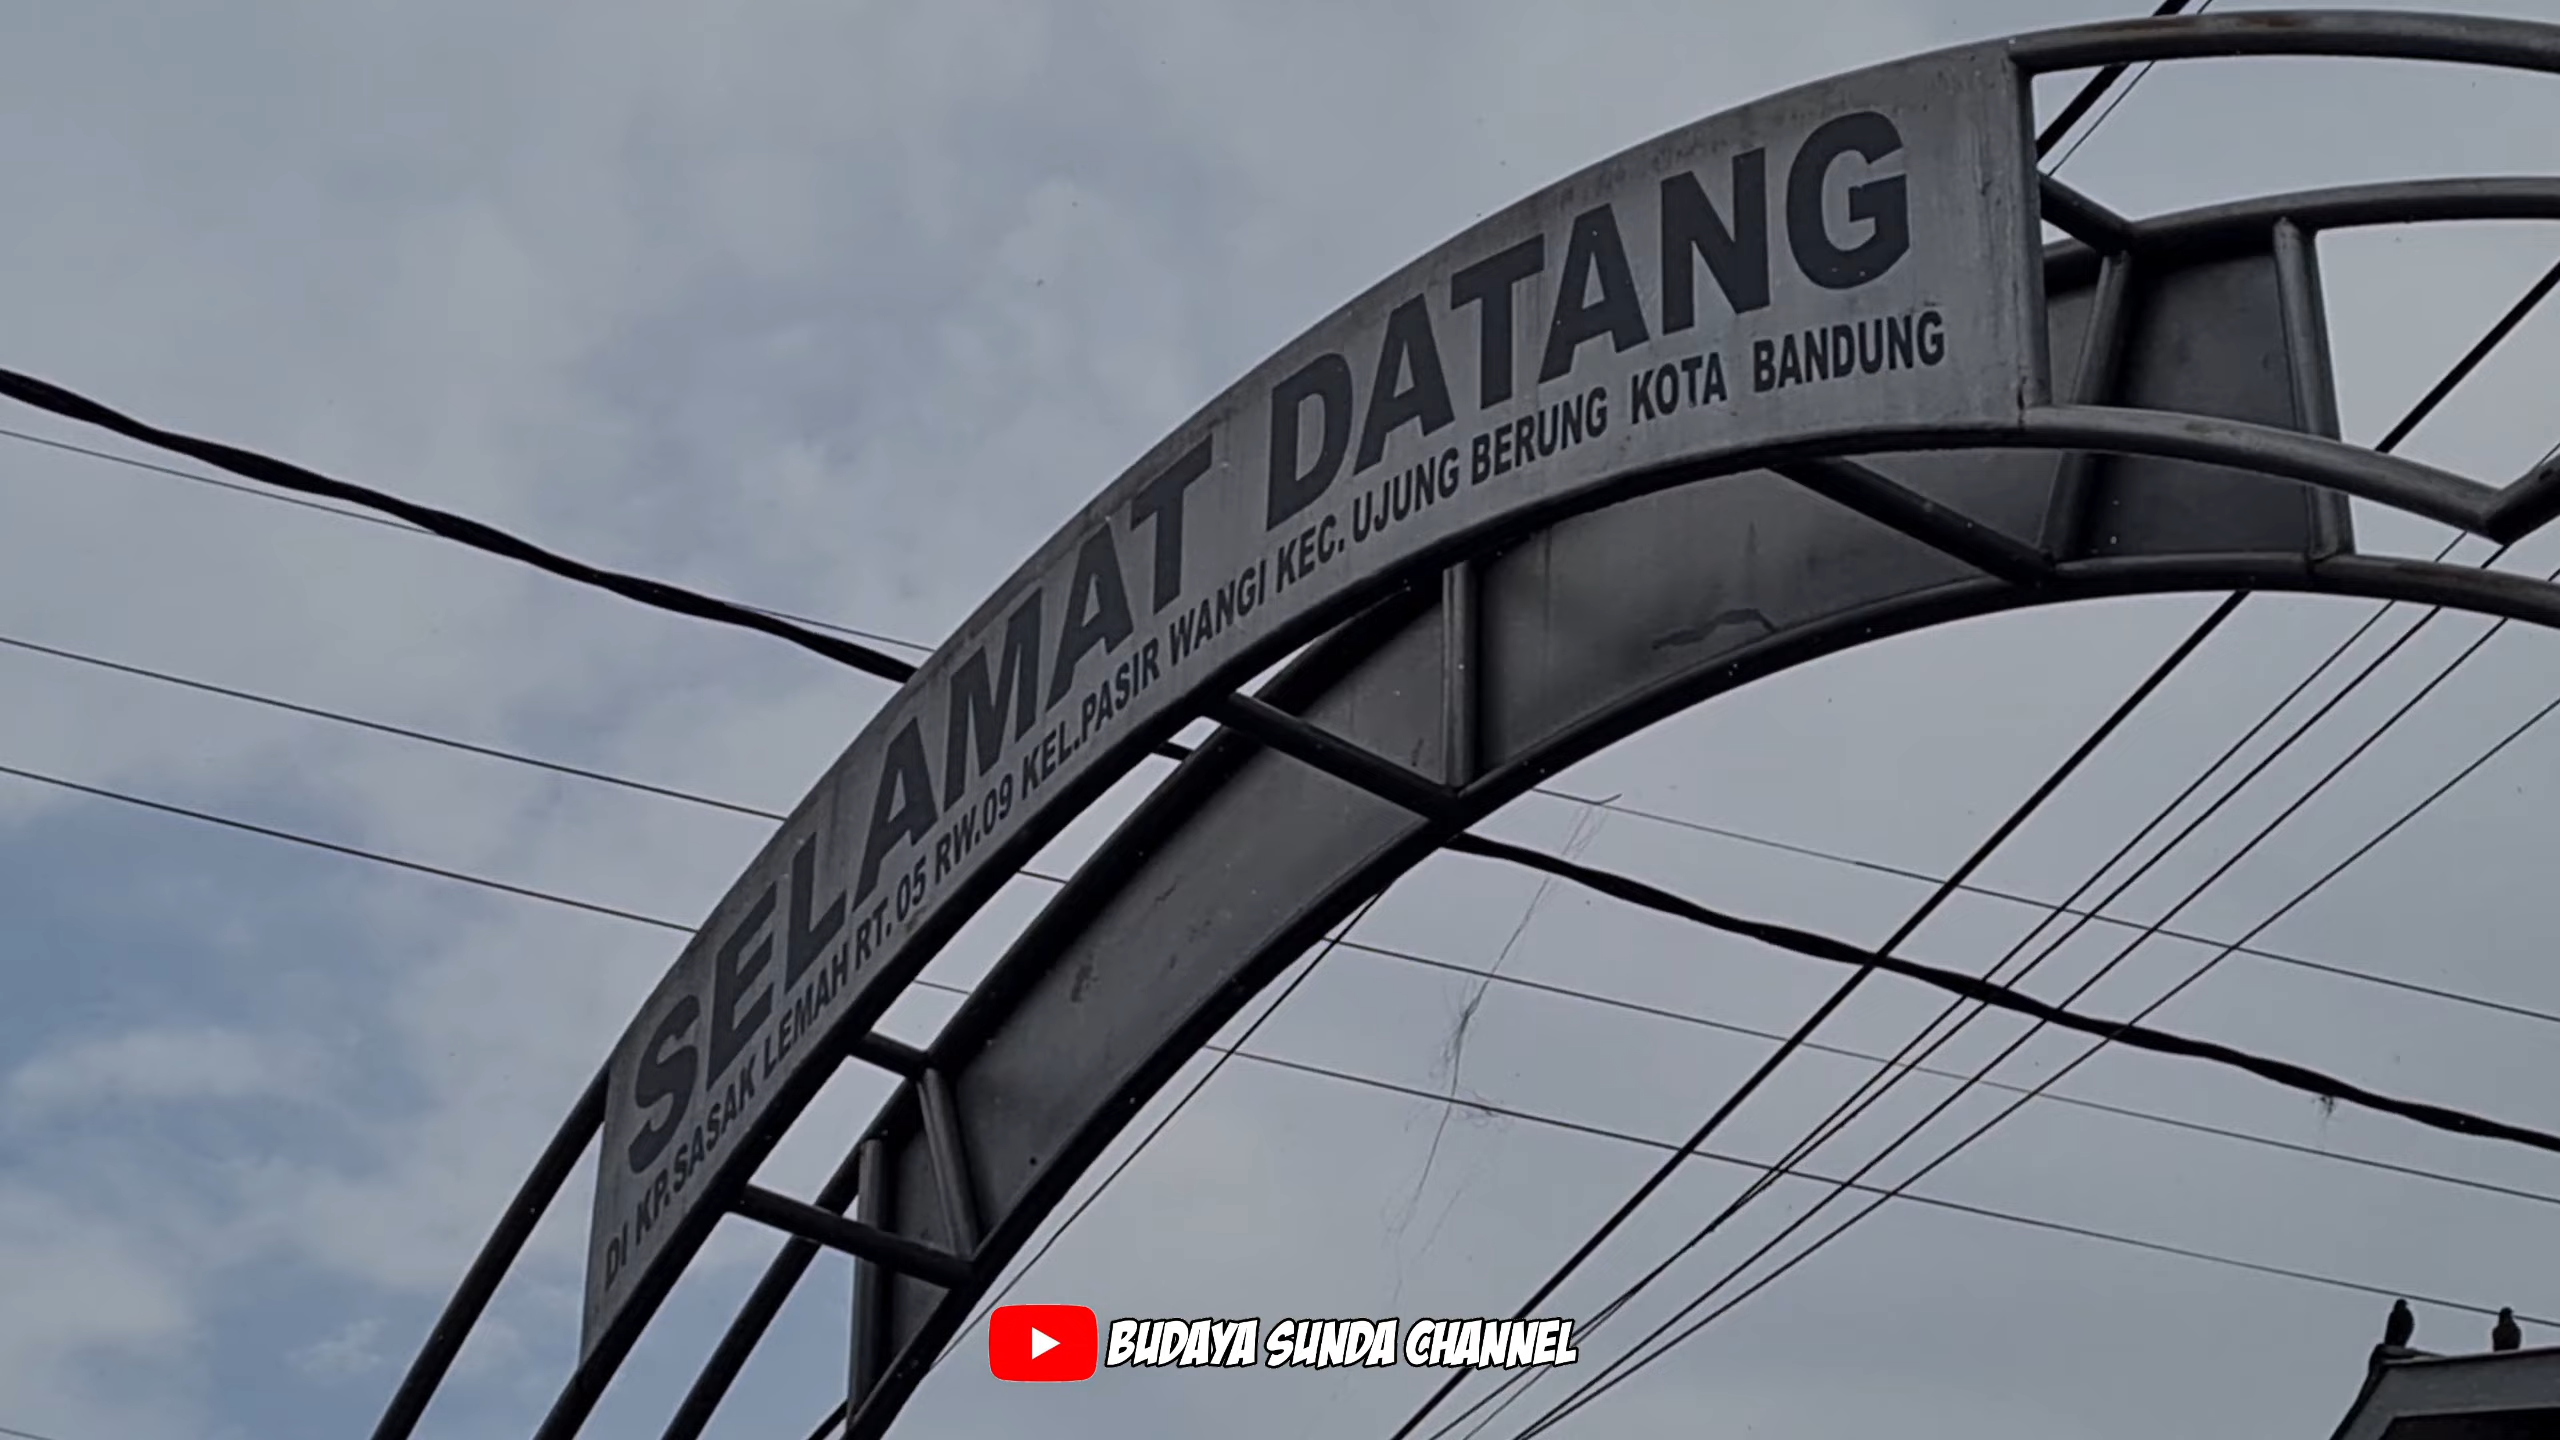 SELAMAT DATANG
DI KP.SASAK LEMAH RT. 05 RW.09 KEL.PASIR WANGI KEC. UJUNG BERUNG KOTA BANDUNG
BUDAYA SUNDA CHANNEL